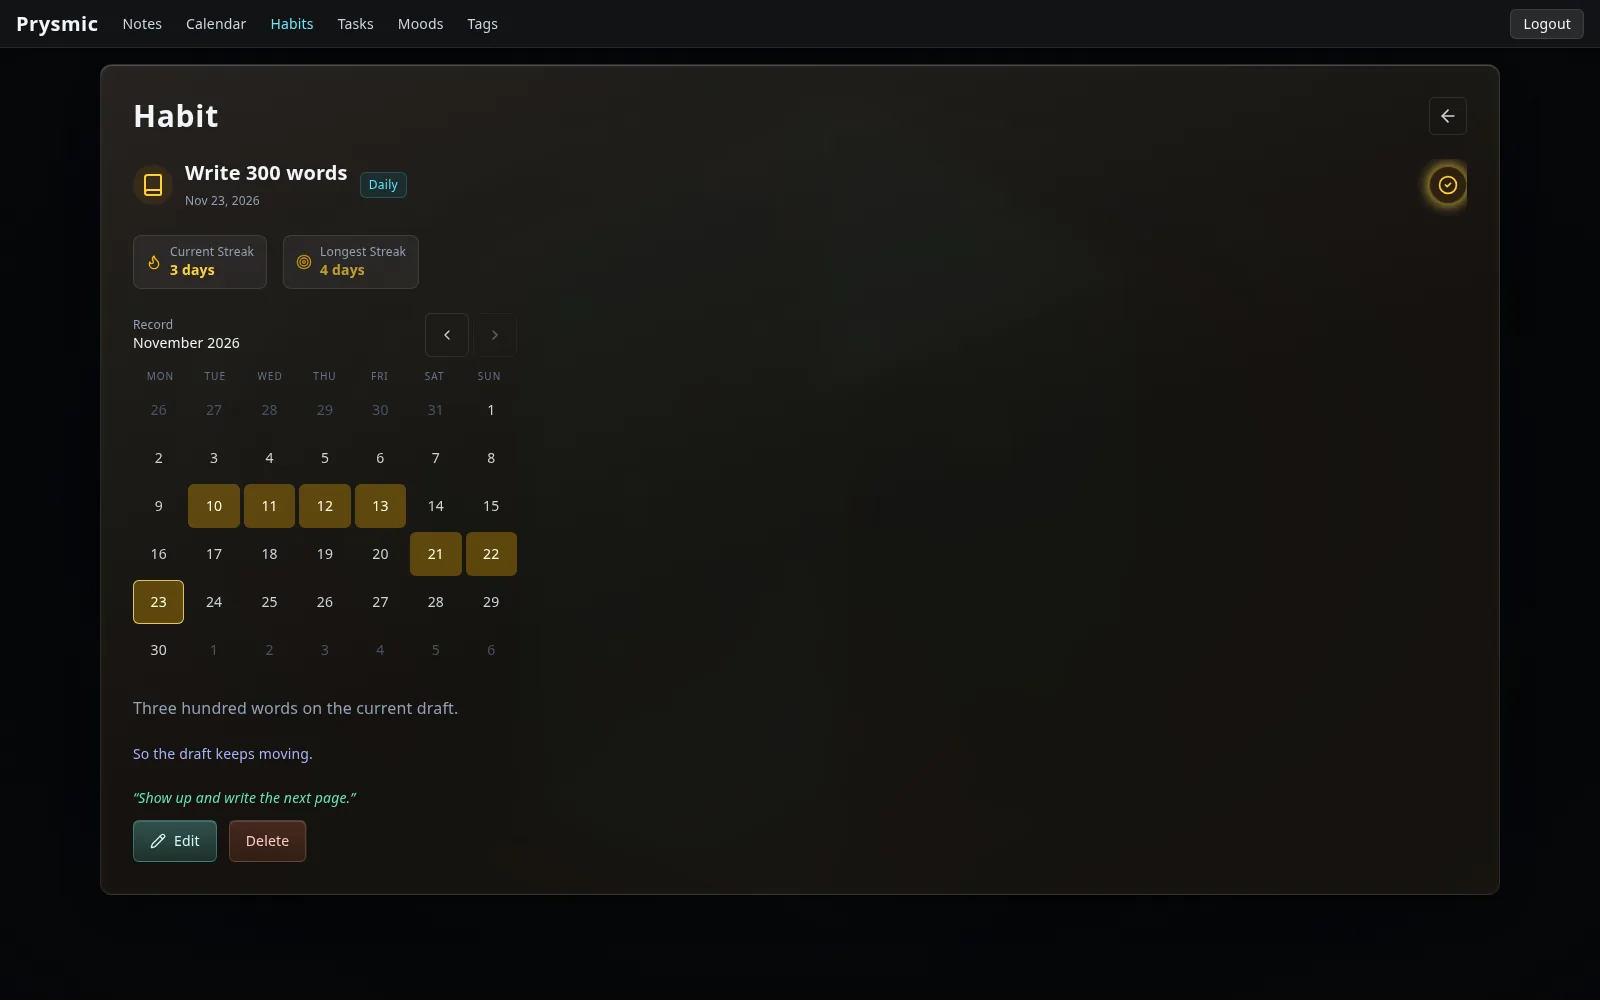 Prysmic Notes Calendar Habits Tasks Moods Tags Logout
Habit
Write 300 words
Daily
Nov 23, 2026
Current Streak
3 days
Longest Streak
4 days
Record
November 2026
MON TUE WED THU FRI SAT SUN
26 27 28 29 30 31 1
2 3 4 5 6 7 8
9 10 11 12 13 14 15
16 17 18 19 20 21 22
23 24 25 26 27 28 29
30 1 2 3 4 5 6
Three hundred words on the current draft.
So the draft keeps moving.
“Show up and write the next page.”
Edit Delete